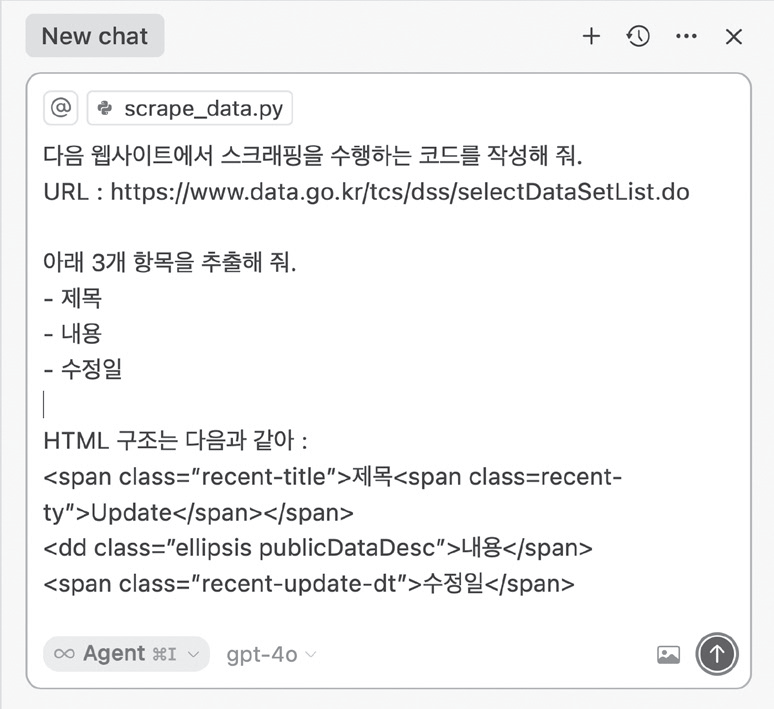 New chat
@ scrape_data.py
다음 웹사이트에서 스크래핑을 수행하는 코드를 작성해 줘.
URL : https://www.data.go.kr/tcs/dss/selectDataSetList.do
아래 3개 항목을 추출해 줘.
- 제목
- 내용
- 수정일
HTML 구조는 다음과 같아 :
<span class=”recent-title”>제목<span class=recent-
ty”>Update</span></span>
<dd class=”ellipsis publicDataDesc”>내용</span>
<span class=”recent-update-dt”>수정일</span>
∞ Agent ⌘I gpt-4o